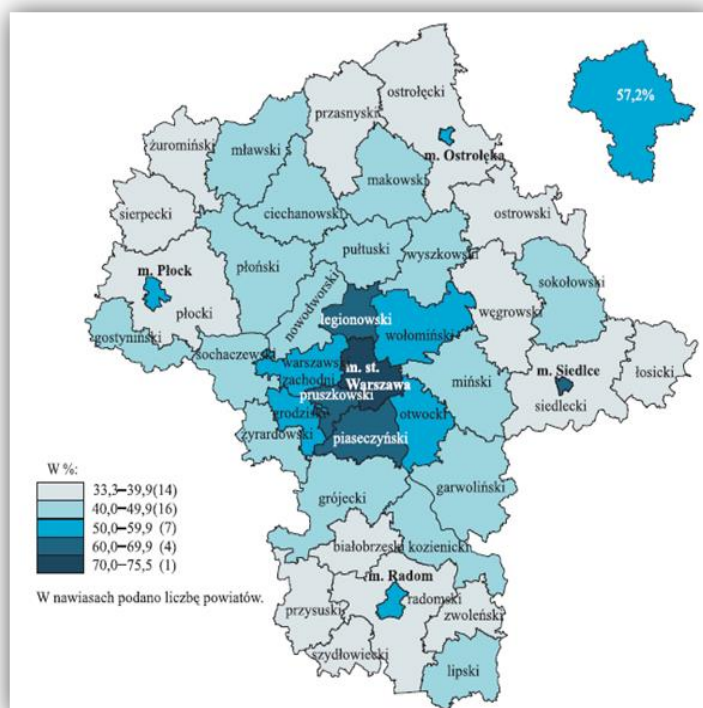 ostrołęcki
57,2%
przasnyski
m. Ostrołęka
żuromiński
mławski
makowski
ciechanowski
ostrowski
sierpecki
pułtuski
wyszkowski
płoński
sokołowski
m. Płock
nowodworski
węgrowski
płocki
legionowski
wołomiński
gostyniński
sochaczewski
warszawski
zachodni
m. st.
Warszawa
miński
m. Siedlce
łosicki
pruszkowski
siedlecki
grodziski
otwocki
żyrardowski
piaseczyński
W %:
33,3–39,9(14)
40,0–49,9(16)
50,0–59,9 (7)
60,0–69,9 (4)
70,0–75,5 (1)
garwoliński
grójecki
białobrzeski
kozienicki
W nawiasach podano liczbę powiatów.
m. Radom
radomski
przysuski
zwoleński
szydłowiecki
lipski